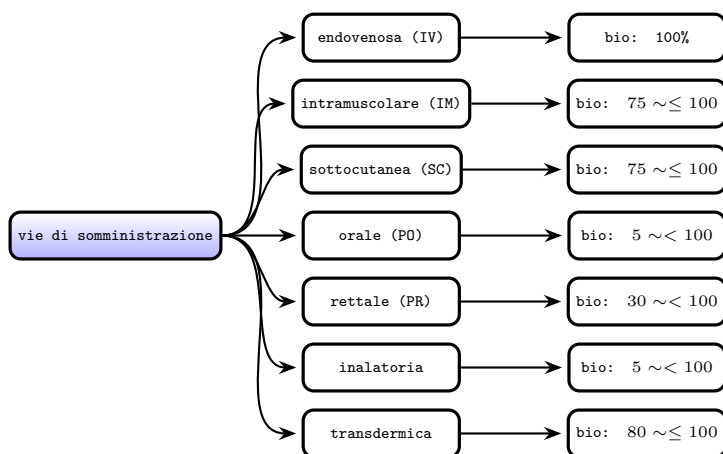 endovenosa (IV) bio: 100%
intramuscolare (IM) bio: 75 ∼≤ 100
sottocutanea (SC) bio: 75 ∼≤ 100
vie di somministrazione orale (PO) bio: 5 ∼< 100
rettale (PR) bio: 30 ∼< 100
inalatoria bio: 5 ∼< 100
transdermica bio: 80 ∼≤ 100